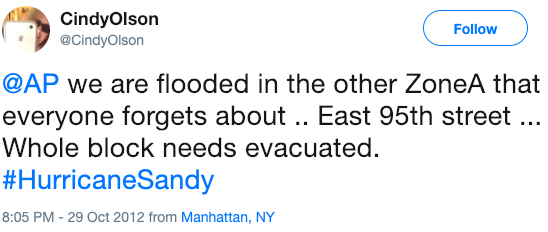 CindyOlson
@CindyOlson
Follow
@AP we are flooded in the other ZoneA that
everyone forgets about .. East 95th street ...
Whole block needs evacuated.
#HurricaneSandy
8:05 PM - 29 Oct 2012 from Manhattan, NY